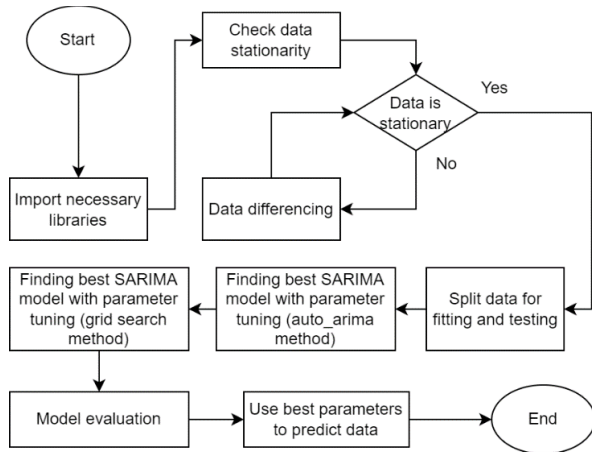 Start
Import necessary
libraries
Check data
stationarity
Data is
stationary
Yes
No
Data differencing
Split data for
fitting and testing
Finding best SARIMA
model with parameter
tuning (auto_arima
method)
Finding best SARIMA
model with parameter
tuning (grid search
method)
Model evaluation
Use best parameters
to predict data
End